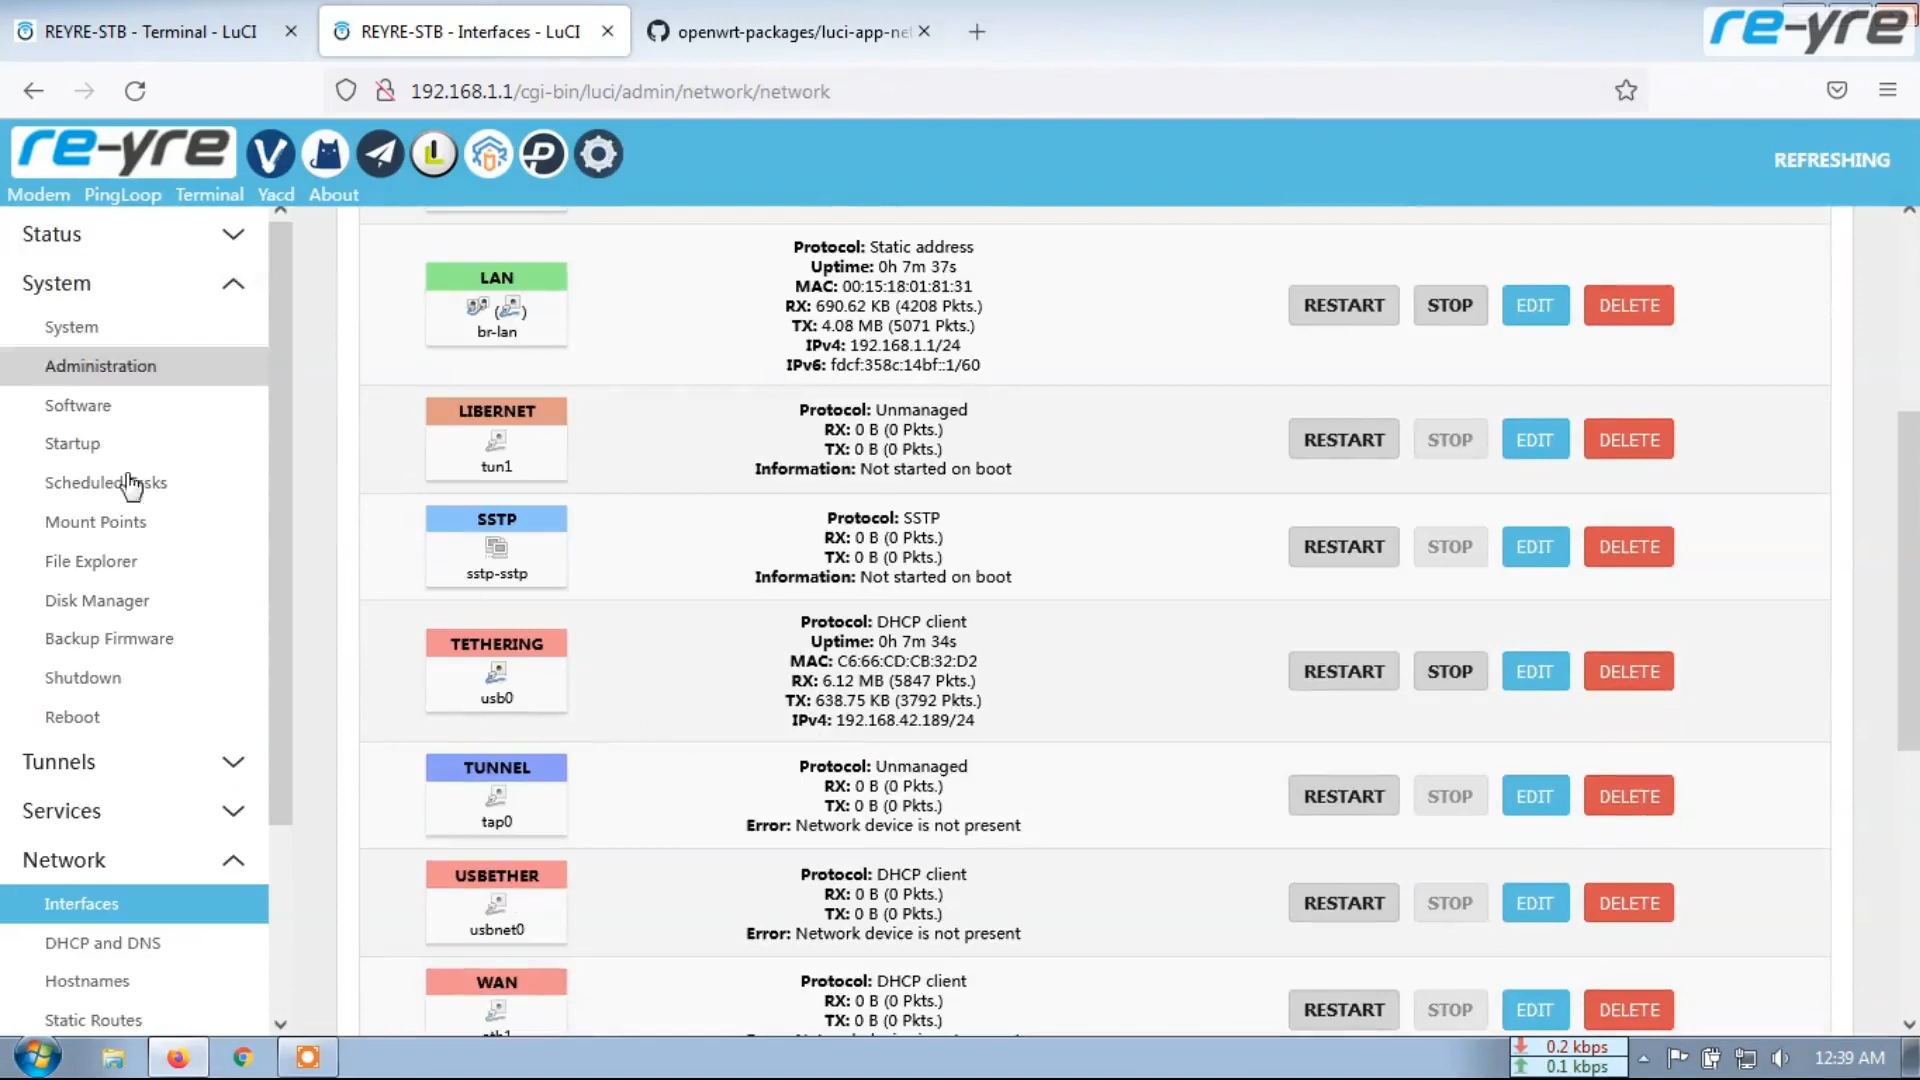 REYRE-STB - Terminal - LuCI
REYRE-STB - Interfaces - LuCI
openwrt-packages/luci-app-ne
re-yre
192.168.1.1/cgi-bin/luci/admin/network/network
re-yre
REFRESHING
Modem PingLoop Terminal Yacd About
Status
System
System
Administration
Software
Startup
Scheduled Tasks
Mount Points
File Explorer
Disk Manager
Backup Firmware
Shutdown
Reboot
Tunnels
Services
Network
Interfaces
DHCP and DNS
Hostnames
Static Routes
LAN
br-lan
Protocol: Static address
Uptime: 0h 7m 37s
MAC: 00:15:18:01:81:31
RX: 690.62 KB (4208 Pkts.)
TX: 4.08 MB (5071 Pkts.)
IPv4: 192.168.1.1/24
IPv6: fdcf:358c:14bf::1/60
RESTART STOP EDIT DELETE
LIBERNET
tun1
Protocol: Unmanaged
RX: 0 B (0 Pkts.)
TX: 0 B (0 Pkts.)
Information: Not started on boot
RESTART STOP EDIT DELETE
SSTP
sstp-sstp
Protocol: SSTP
RX: 0 B (0 Pkts.)
TX: 0 B (0 Pkts.)
Information: Not started on boot
RESTART STOP EDIT DELETE
TETHERING
usb0
Protocol: DHCP client
Uptime: 0h 7m 34s
MAC: C6:66:CD:CB:32:D2
RX: 6.12 MB (5847 Pkts.)
TX: 638.75 KB (3792 Pkts.)
IPv4: 192.168.42.189/24
RESTART STOP EDIT DELETE
TUNNEL
tap0
Protocol: Unmanaged
RX: 0 B (0 Pkts.)
TX: 0 B (0 Pkts.)
Error: Network device is not present
RESTART STOP EDIT DELETE
USBETHER
usbnet0
Protocol: DHCP client
RX: 0 B (0 Pkts.)
TX: 0 B (0 Pkts.)
Error: Network device is not present
RESTART STOP EDIT DELETE
WAN
Protocol: DHCP client
RX: 0 B (0 Pkts.)
TX: 0 B (0 Pkts.)
RESTART STOP EDIT DELETE
0.2 kbps
0.1 kbps
12:39 AM